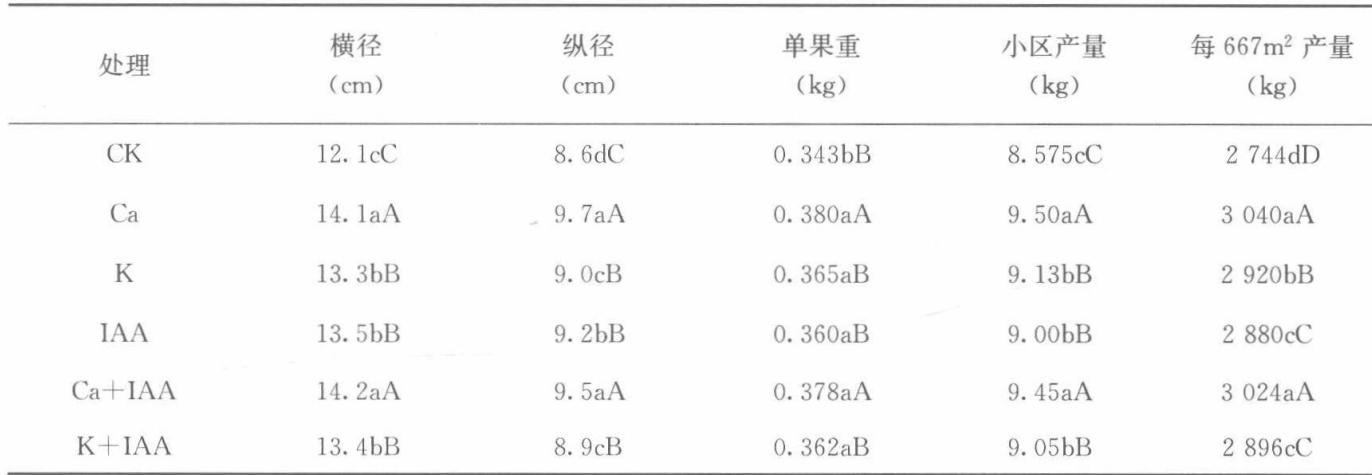 处理 横径 纵径 单果重 小区产量 每 667m² 产量
(cm) (cm) (kg) (kg) (kg)
CK 12.1cC 8.6dC 0.343bB 8.575cC 2 744dD
Ca 14.1aA 9.7aA 0.380aA 9.50aA 3 040aA
K 13.3bB 9.0cB 0.365aB 9.13bB 2 920bB
IAA 13.5bB 9.2bB 0.360aB 9.00bB 2 880cC
Ca+IAA 14.2aA 9.5aA 0.378aA 9.45aA 3 024aA
K+IAA 13.4bB 8.9cB 0.362aB 9.05bB 2 896cC